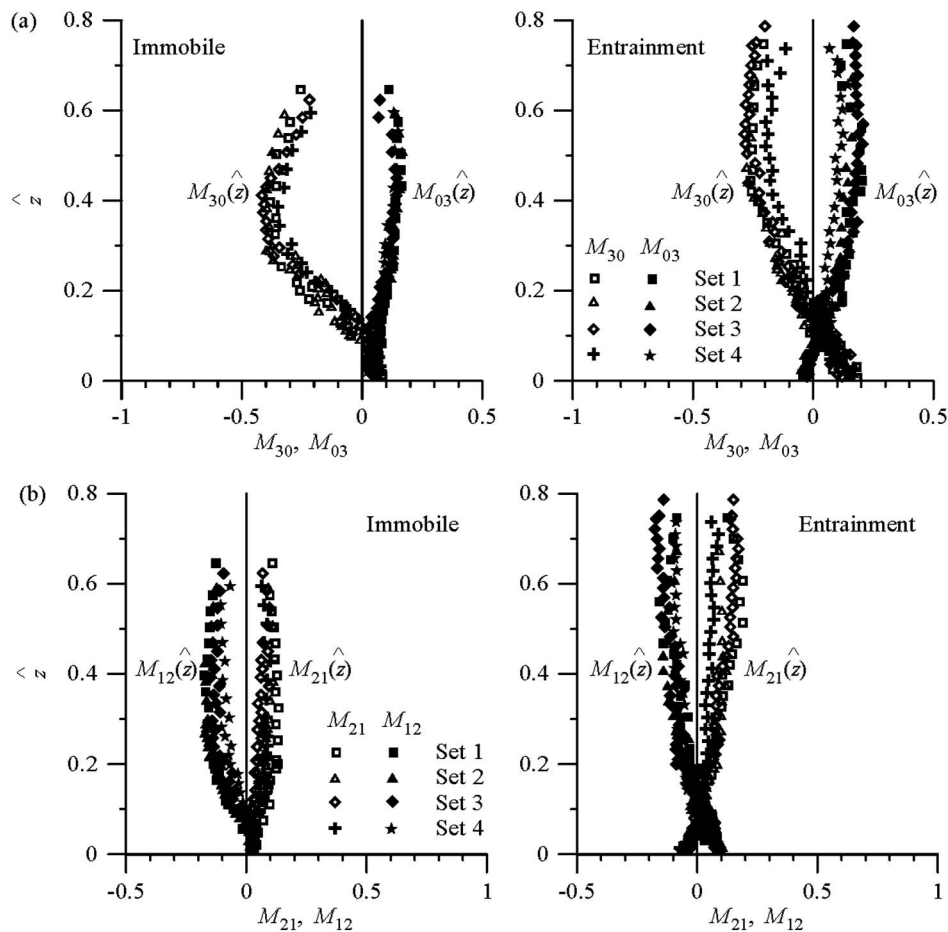 (a)
Immobile
Entrainment
0.8
0.6
0.4
0.2
0
ẑ
M₃₀(ẑ)
M₀₃(ẑ)
-1
-0.5
0
0.5
M₃₀, M₀₃
0.8
0.6
0.4
0.2
0
M₃₀(ẑ)
M₀₃(ẑ)
M₃₀ M₀₃
Set 1
Set 2
Set 3
Set 4
-1
-0.5
0
0.5
M₃₀, M₀₃
(b)
Immobile
Entrainment
0.8
0.6
0.4
0.2
0
ẑ
M₁₂(ẑ)
M₂₁(ẑ)
M₂₁ M₁₂
Set 1
Set 2
Set 3
Set 4
-0.5
0
0.5
1
M₂₁, M₁₂
0.8
0.6
0.4
0.2
0
M₁₂(ẑ)
M₂₁(ẑ)
-0.5
0
0.5
1
M₂₁, M₁₂